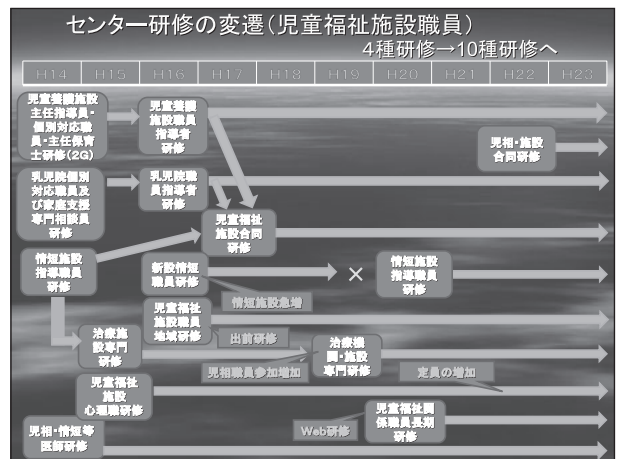 センター研修の変遷(児童福祉施設職員)
4種研修→10種研修へ
H14 H15 H16 H17 H18 H19 H20 H21 H22 H23
児童養護施設
主任指導員・
個別対応職
員・主任保育
士研修(2G)
児童養護
施設職員
指導者
研修
児相・施設
合同研修
乳児院個別
対応職員及
び家庭支援
専門相談員
研修
乳児院職
員指導者
研修
児童福祉
施設合同
研修
情短施設
指導職員
研修
新設情短
職員研修
×
情短施設
指導職員
研修
情短施設急増
児童福祉
施設職員
地域研修
出前研修
治療施
設専門
研修
治療機
関・施設
専門研修
児相職員参加増加
定員の増加
児童福祉
施設
心理職研修
児童福祉関
係職員長期
研修
Web研修
児相・情短等
医師研修